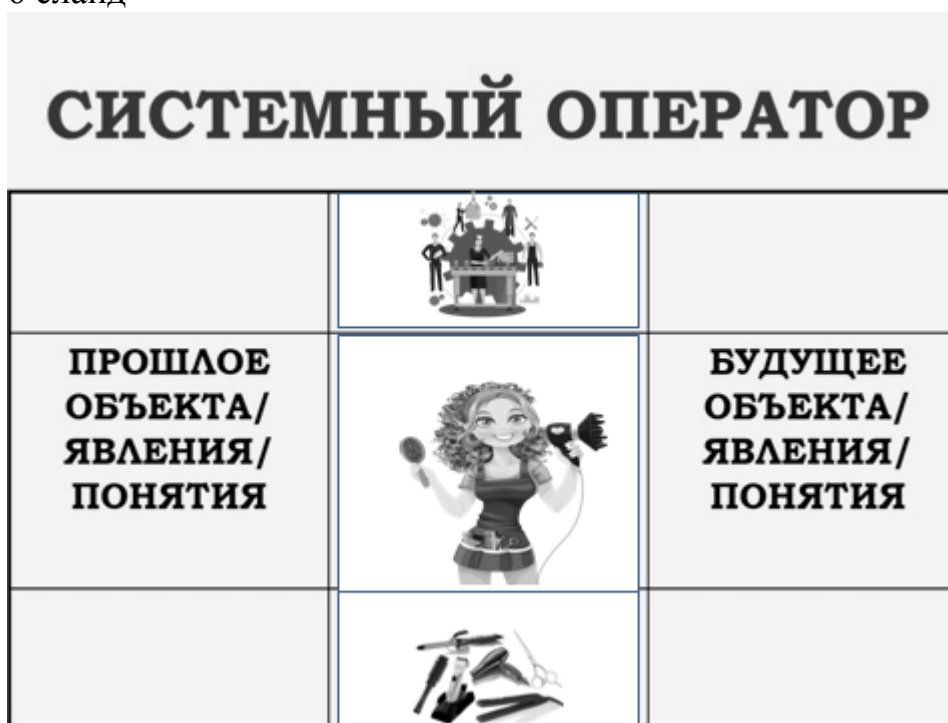 СИСТЕМНЫЙ ОПЕРАТОР
ПРОШЛОЕ
ОБЪЕКТА/
ЯВЛЕНИЯ/
ПОНЯТИЯ
БУДУЩЕЕ
ОБЪЕКТА/
ЯВЛЕНИЯ/
ПОНЯТИЯ